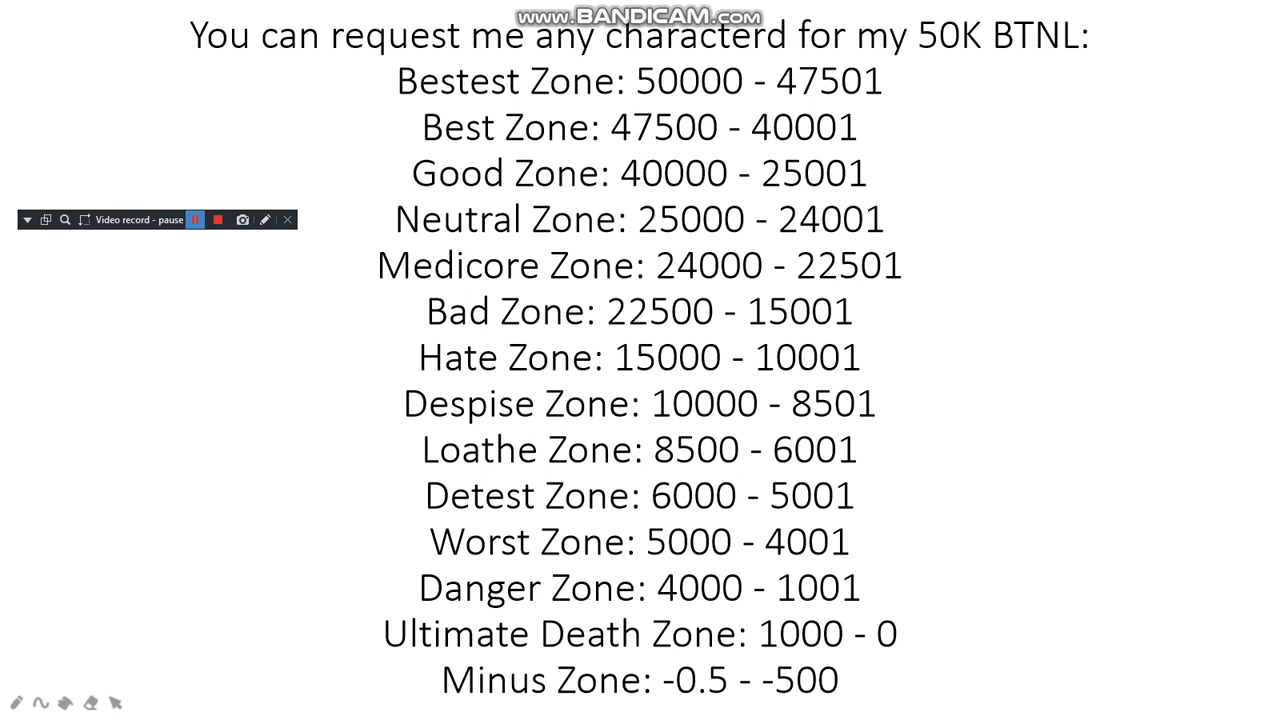 www.BANDICAM.com
You can request me any characterd for my 50K BTNL:
Bestest Zone: 50000 - 47501
Best Zone: 47500 - 40001
Good Zone: 40000 - 25001
Neutral Zone: 25000 - 24001
Video record - pause
Medicore Zone: 24000 - 22501
Bad Zone: 22500 - 15001
Hate Zone: 15000 - 10001
Despise Zone: 10000 - 8501
Loathe Zone: 8500 - 6001
Detest Zone: 6000 - 5001
Worst Zone: 5000 - 4001
Danger Zone: 4000 - 1001
Ultimate Death Zone: 1000 - 0
Minus Zone: -0.5 - -500